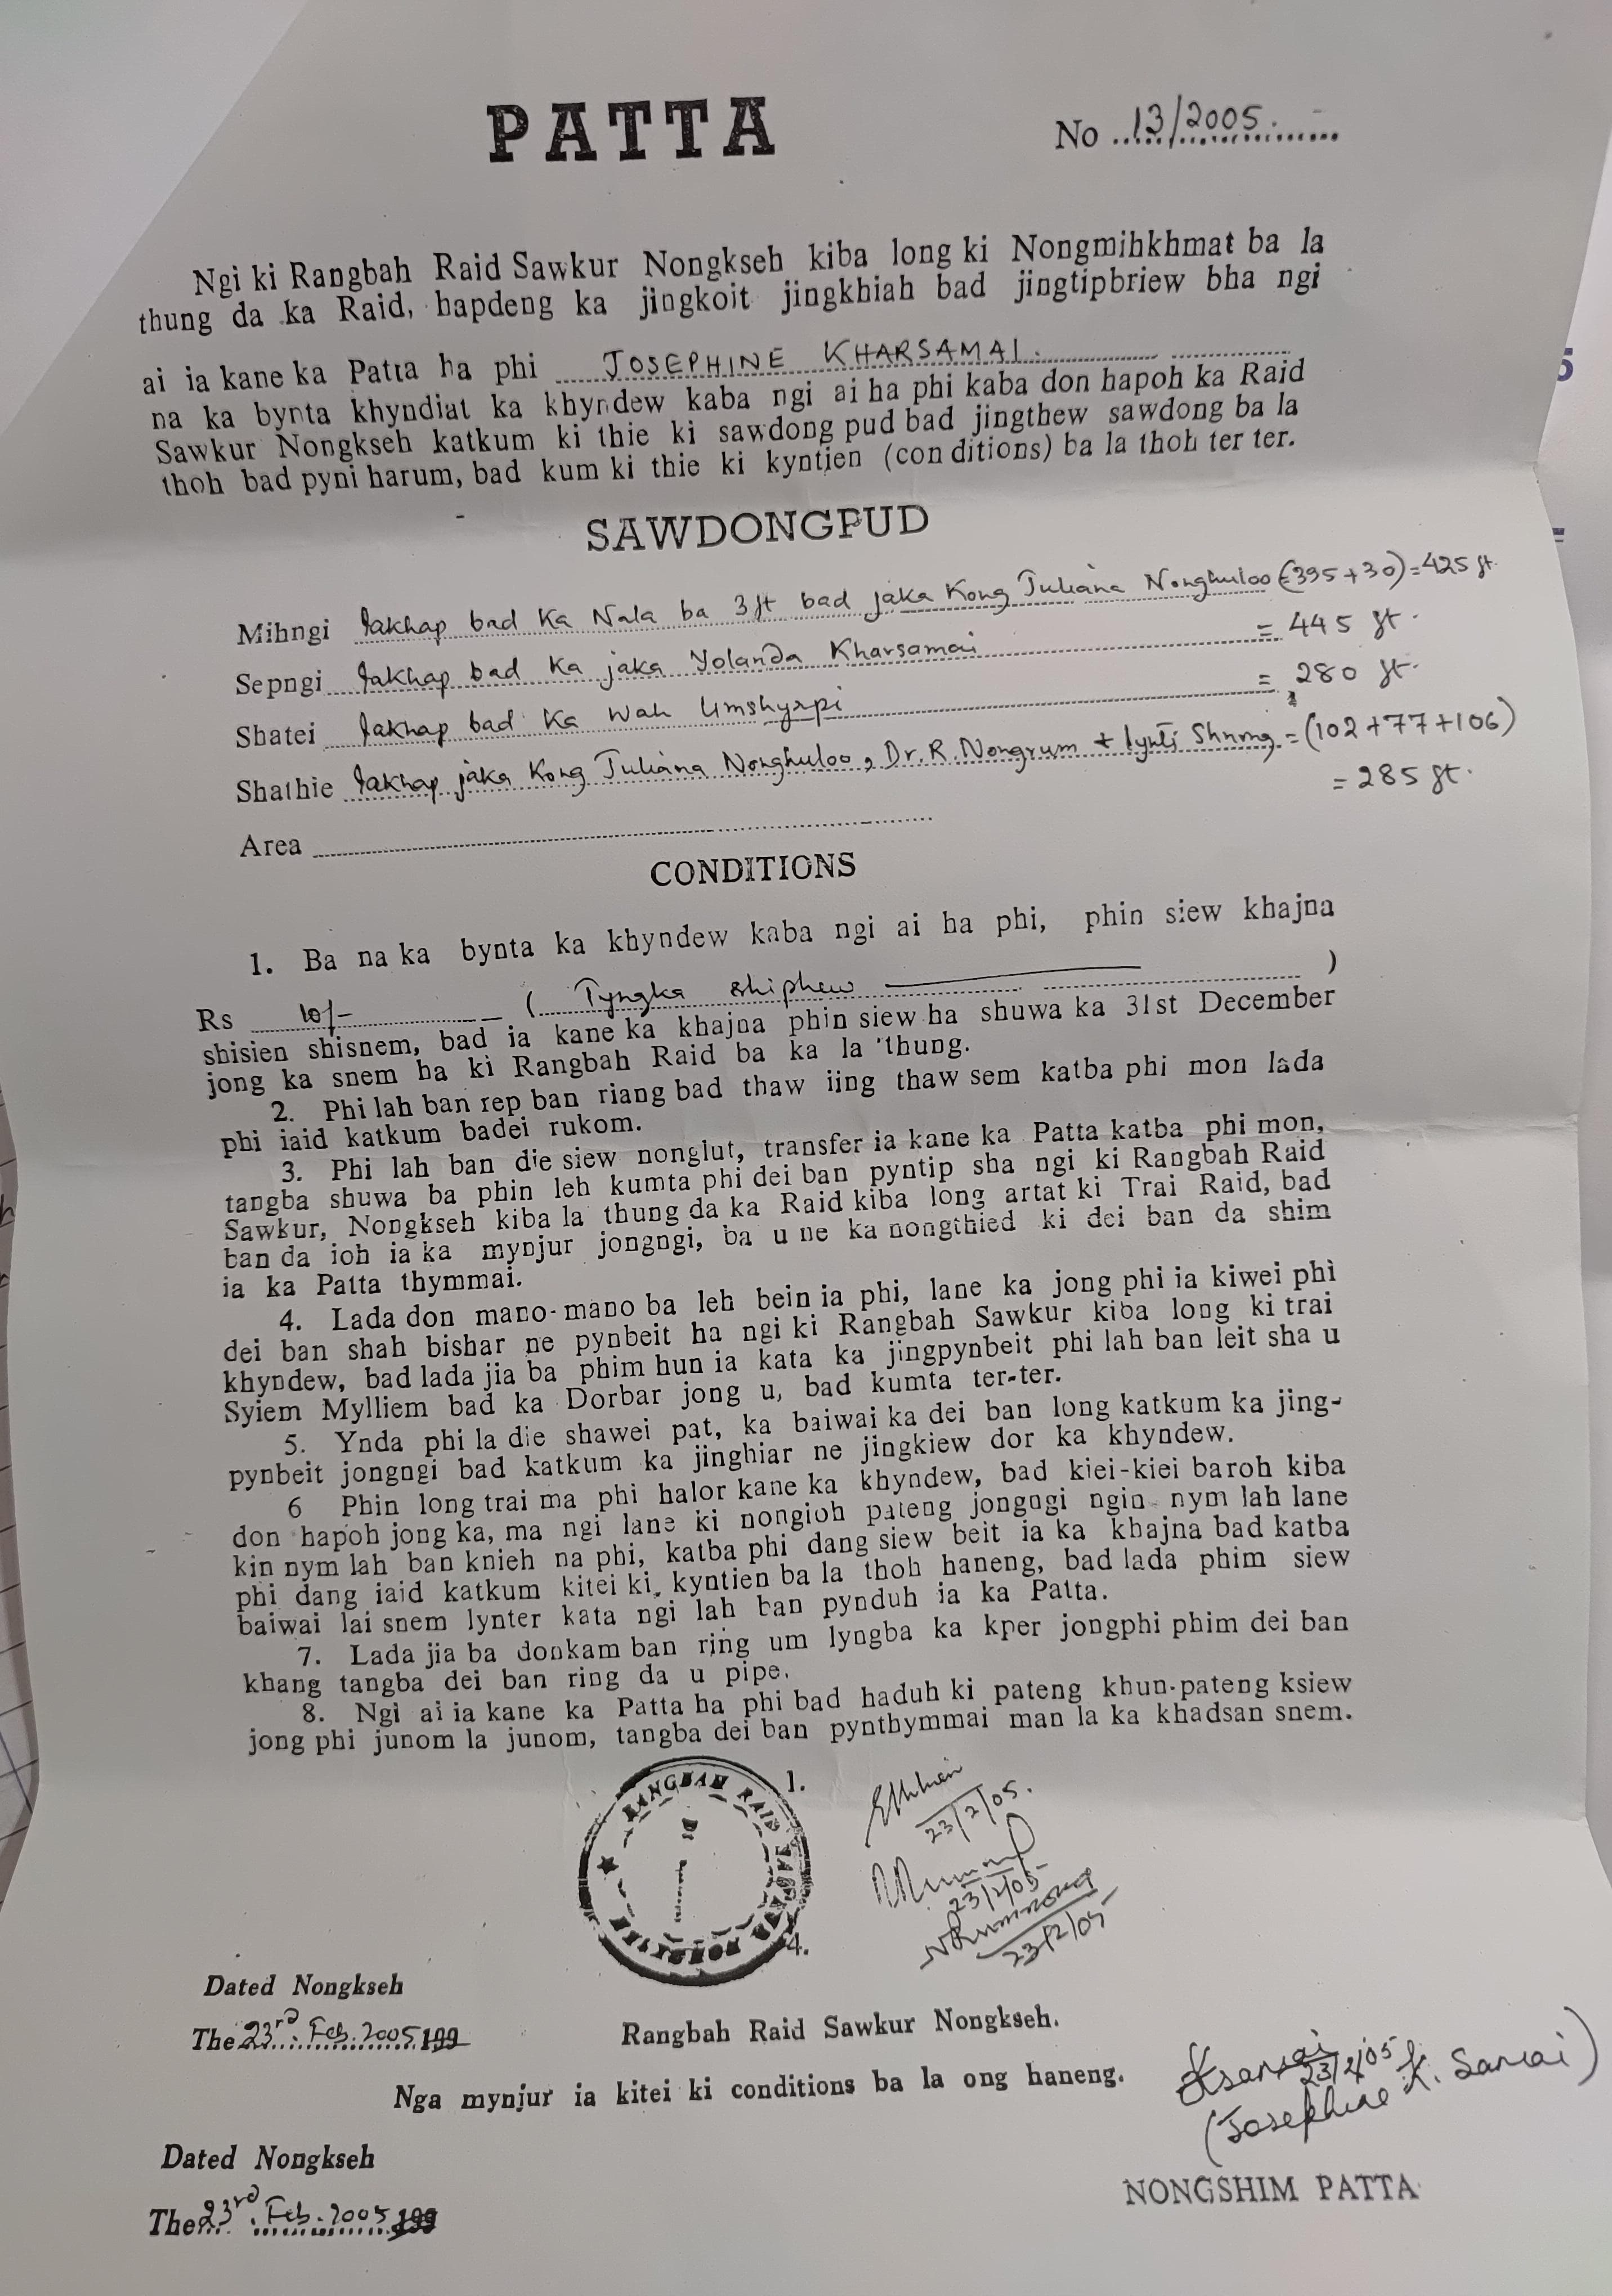 PATTA
No 13/2005.
Ngi ki Rangbah Raid Sawkur Nongkseh kiba long ki Nongmihkhmat ba la
thung da ka Raid, hapdeng ka jingkoit jingkhiah bad jingtipbriew bha ngi
ai ia kane ka Patta ha phi JOSEPHINE KHARSAMAI.
na ka bynta khyndiat ka khyndew kaba ngi ai ha phi kaba don hapoh ka Raid
Sawkur Nongkseh katkum ki thie ki sawdong pud bad jingthew sawdong ba la
thoh bad pyni harum, bad kum ki thie ki kyntien (conditions) ba la thoh ter ter.
SAWDONGPUD
Mihngi Iakhap bad Ka Nala ba 3ft bad jaka Kong Juliana Nonghuloo (395+30)=425 ft.
Sepngi Iakhap bad Ka jaka Yolanda Kharsamai = 445 ft.
Shatei Iakhap bad Ka Wah Umshyrpi = 280 ft.
Shathie Iakhap jaka Kong Juliana Nonghuloo, Dr. R. Nongrum + lynti Shnong = (102+77+106)
= 285 ft.
Area
CONDITIONS
1. Ba na ka bynta ka khyndew kaba ngi ai ha phi, phin siew khajna
Rs 10/- ( Tyngka shiphew )
shisien shisnem, bad ia kane ka khajna phin siew ha shuwa ka 31st December
jong ka snem ha ki Rangbah Raid ba ka la thung.
2. Phi lah ban rep ban riang bad thaw iing thaw sem katba phi mon lada
phi iaid katkum badei rukom.
3. Phi lah ban die siew nonglut, transfer ia kane ka Patta katba phi mon,
tangba shuwa ba phin leh kumta phi dei ban pyntip sha ngi ki Rangbah Raid
Sawkur, Nongkseh kiba la thung da ka Raid kiba long artat ki Trai Raid, bad
ban da ioh ia ka mynjur jongngi, ba u ne ka nongthied ki dei ban da shim
ia ka Patta thymmai.
4. Lada don mano-mano ba leh bein ia phi, lane ka jong phi ia kiwei phi
dei ban shah bishar ne pynbeit ha ngi ki Rangbah Sawkur kiba long ki trai
khyndew, bad lada jia ba phim hun ia kata ka jingpynbeit phi lah ban leit sha u
Syiem Mylliem bad ka Dorbar jong u, bad kumta ter-ter.
5. Ynda phi la die shawei pat, ka baiwai ka dei ban long katkum ka jing-
pynbeit jongngi bad katkum ka jinghiar ne jingkiew dor ka khyndew.
6 Phin long trai ma phi halor kane ka khyndew, bad kiei-kiei baroh kiba
don hapoh jong ka, ma ngi lane ki nongioh pateng jongngi ngin nym lah lane
kin nym lah ban knieh na phi, katba phi dang siew beit ia ka khajna bad katba
phi dang iaid katkum kitei ki kyntien ba la thoh haneng, bad lada phim siew
baiwai lai snem lynter kata ngi lah ban pynduh ia ka Patta.
7. Lada jia ba donkam ban ring um lyngba ka kper jongphi phim dei ban
khang tangba dei ban ring da u pipe.
8. Ngi ai ia kane ka Patta ha phi bad haduh ki pateng khun-pateng ksiew
jong phi junom la junom, tangba dei ban pynthymmai man la ka khadsan snem.
RANGBAH RAID SAWKUR NONGKSEH
1.
23/2/05.
23/2/05
23/2/05
4.
Dated Nongkseh
The 23rd Feb. 2005 199
Rangbah Raid Sawkur Nongkseh.
Nga mynjur ia kitei ki conditions ba la ong haneng.
23/2/05
(Josephine K. Samai)
Dated Nongkseh
The 23rd Feb. 2005 199
NONGSHIM PATTA